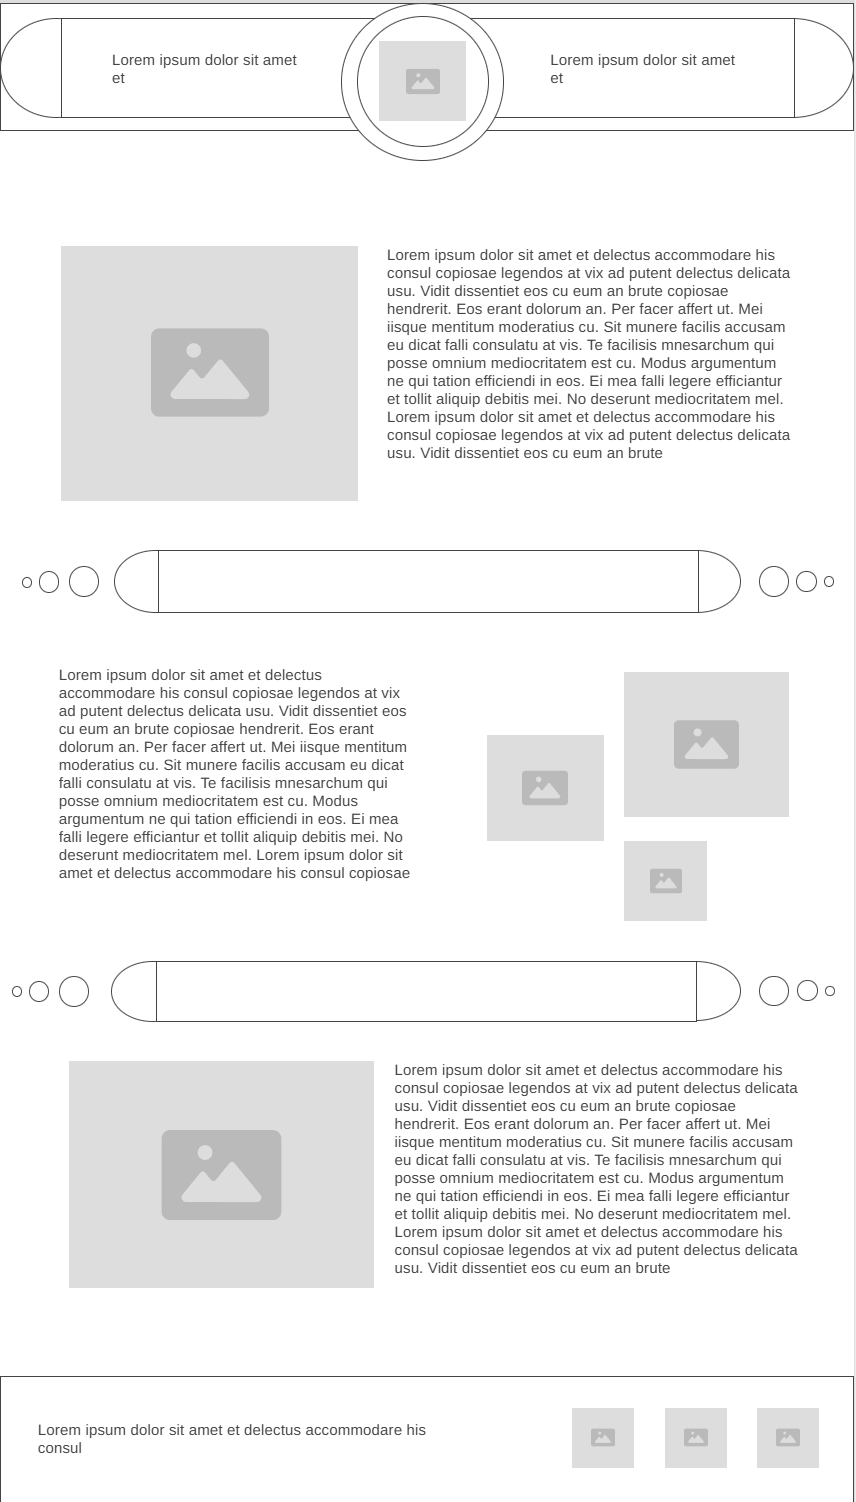 Lorem ipsum dolor sit amet
et
Lorem ipsum dolor sit amet
et
Lorem ipsum dolor sit amet et delectus accommodare his
consul copiosae legendos at vix ad putent delectus delicata
usu. Vidit dissentiet eos cu eum an brute copiosae
hendrerit. Eos erant dolorum an. Per facer affert ut. Mei
iisque mentitum moderatius cu. Sit munere facilis accusam
eu dicat falli consulatu at vis. Te facilisis mnesarchum qui
posse omnium mediocritatem est cu. Modus argumentum
ne qui tation efficiendi in eos. Ei mea falli legere efficiantur
et tollit aliquip debitis mei. No deserunt mediocritatem mel.
Lorem ipsum dolor sit amet et delectus accommodare his
consul copiosae legendos at vix ad putent delectus delicata
usu. Vidit dissentiet eos cu eum an brute
Lorem ipsum dolor sit amet et delectus
accommodare his consul copiosae legendos at vix
ad putent delectus delicata usu. Vidit dissentiet eos
cu eum an brute copiosae hendrerit. Eos erant
dolorum an. Per facer affert ut. Mei iisque mentitum
moderatius cu. Sit munere facilis accusam eu dicat
falli consulatu at vis. Te facilisis mnesarchum qui
posse omnium mediocritatem est cu. Modus
argumentum ne qui tation efficiendi in eos. Ei mea
falli legere efficiantur et tollit aliquip debitis mei. No
deserunt mediocritatem mel. Lorem ipsum dolor sit
amet et delectus accommodare his consul copiosae
Lorem ipsum dolor sit amet et delectus accommodare his
consul copiosae legendos at vix ad putent delectus delicata
usu. Vidit dissentiet eos cu eum an brute copiosae
hendrerit. Eos erant dolorum an. Per facer affert ut. Mei
iisque mentitum moderatius cu. Sit munere facilis accusam
eu dicat falli consulatu at vis. Te facilisis mnesarchum qui
posse omnium mediocritatem est cu. Modus argumentum
ne qui tation efficiendi in eos. Ei mea falli legere efficiantur
et tollit aliquip debitis mei. No deserunt mediocritatem mel.
Lorem ipsum dolor sit amet et delectus accommodare his
consul copiosae legendos at vix ad putent delectus delicata
usu. Vidit dissentiet eos cu eum an brute
Lorem ipsum dolor sit amet et delectus accommodare his
consul